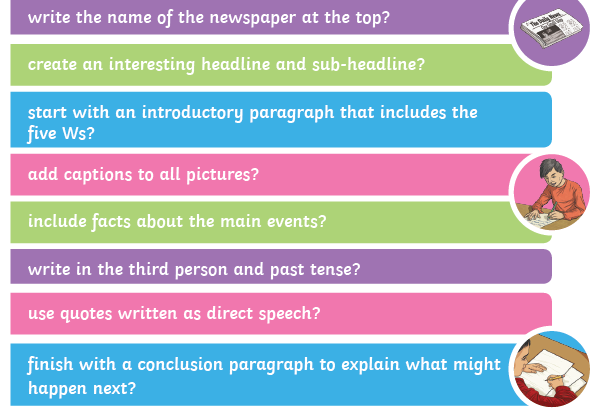 write the name of the newspaper at the top?
create an interesting headline and sub-headline?
start with an introductory paragraph that includes the
five Ws?
add captions to all pictures?
include facts about the main events?
write in the third person and past tense?
use quotes written as direct speech?
finish with a conclusion paragraph to explain what might
happen next?